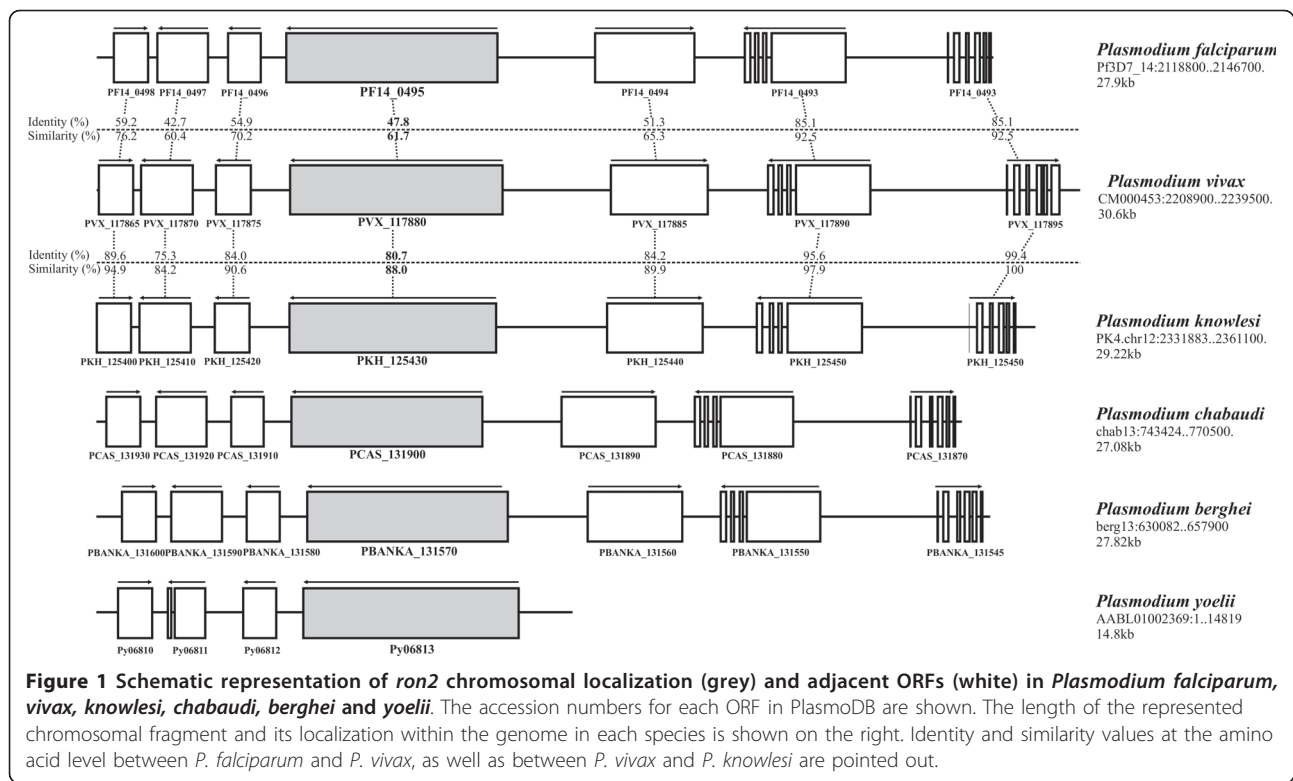 Plasmodium falciparum
Pf3D7_14:2118800..2146700.
27.9kb
PF14_0498 PF14_0497 PF14_0496 PF14_0495 PF14_0494 PF14_0493 PF14_0493
Identity (%) 59.2 42.7 54.9 47.8 51.3 85.1 85.1
Similarity (%) 76.2 60.4 70.2 61.7 65.3 92.5 92.5
Plasmodium vivax
CM000453:2208900..2239500.
30.6kb
PVX_117865 PVX_117870 PVX_117875 PVX_117880 PVX_117885 PVX_117890 PVX_117895
Identity (%) 89.6 75.3 84.0 80.7 84.2 95.6 99.4
Similarity (%) 94.9 84.2 90.6 88.0 89.9 97.9 100
Plasmodium knowlesi
PK4.chr12:2331883..2361100.
29.22kb
PKH_125400 PKH_125410 PKH_125420 PKH_125430 PKH_125440 PKH_125450 PKH_125450
Plasmodium chabaudi
chab13:743424..770500.
27.08kb
PCAS_131930 PCAS_131920 PCAS_131910 PCAS_131900 PCAS_131890 PCAS_131880 PCAS_131870
Plasmodium berghei
berg13:630082..657900
27.82kb
PBANKA_131600 PBANKA_131590 PBANKA_131580 PBANKA_131570 PBANKA_131560 PBANKA_131550 PBANKA_131545
Plasmodium yoelii
AABL01002369:1..14819
14.8kb
Py06810 Py06811 Py06812 Py06813
Figure 1 Schematic representation of ron2 chromosomal localization (grey) and adjacent ORFs (white) in Plasmodium falciparum,
vivax, knowlesi, chabaudi, berghei and yoelii. The accession numbers for each ORF in PlasmoDB are shown. The length of the represented
chromosomal fragment and its localization within the genome in each species is shown on the right. Identity and similarity values at the amino
acid level between P. falciparum and P. vivax, as well as between P. vivax and P. knowlesi are pointed out.